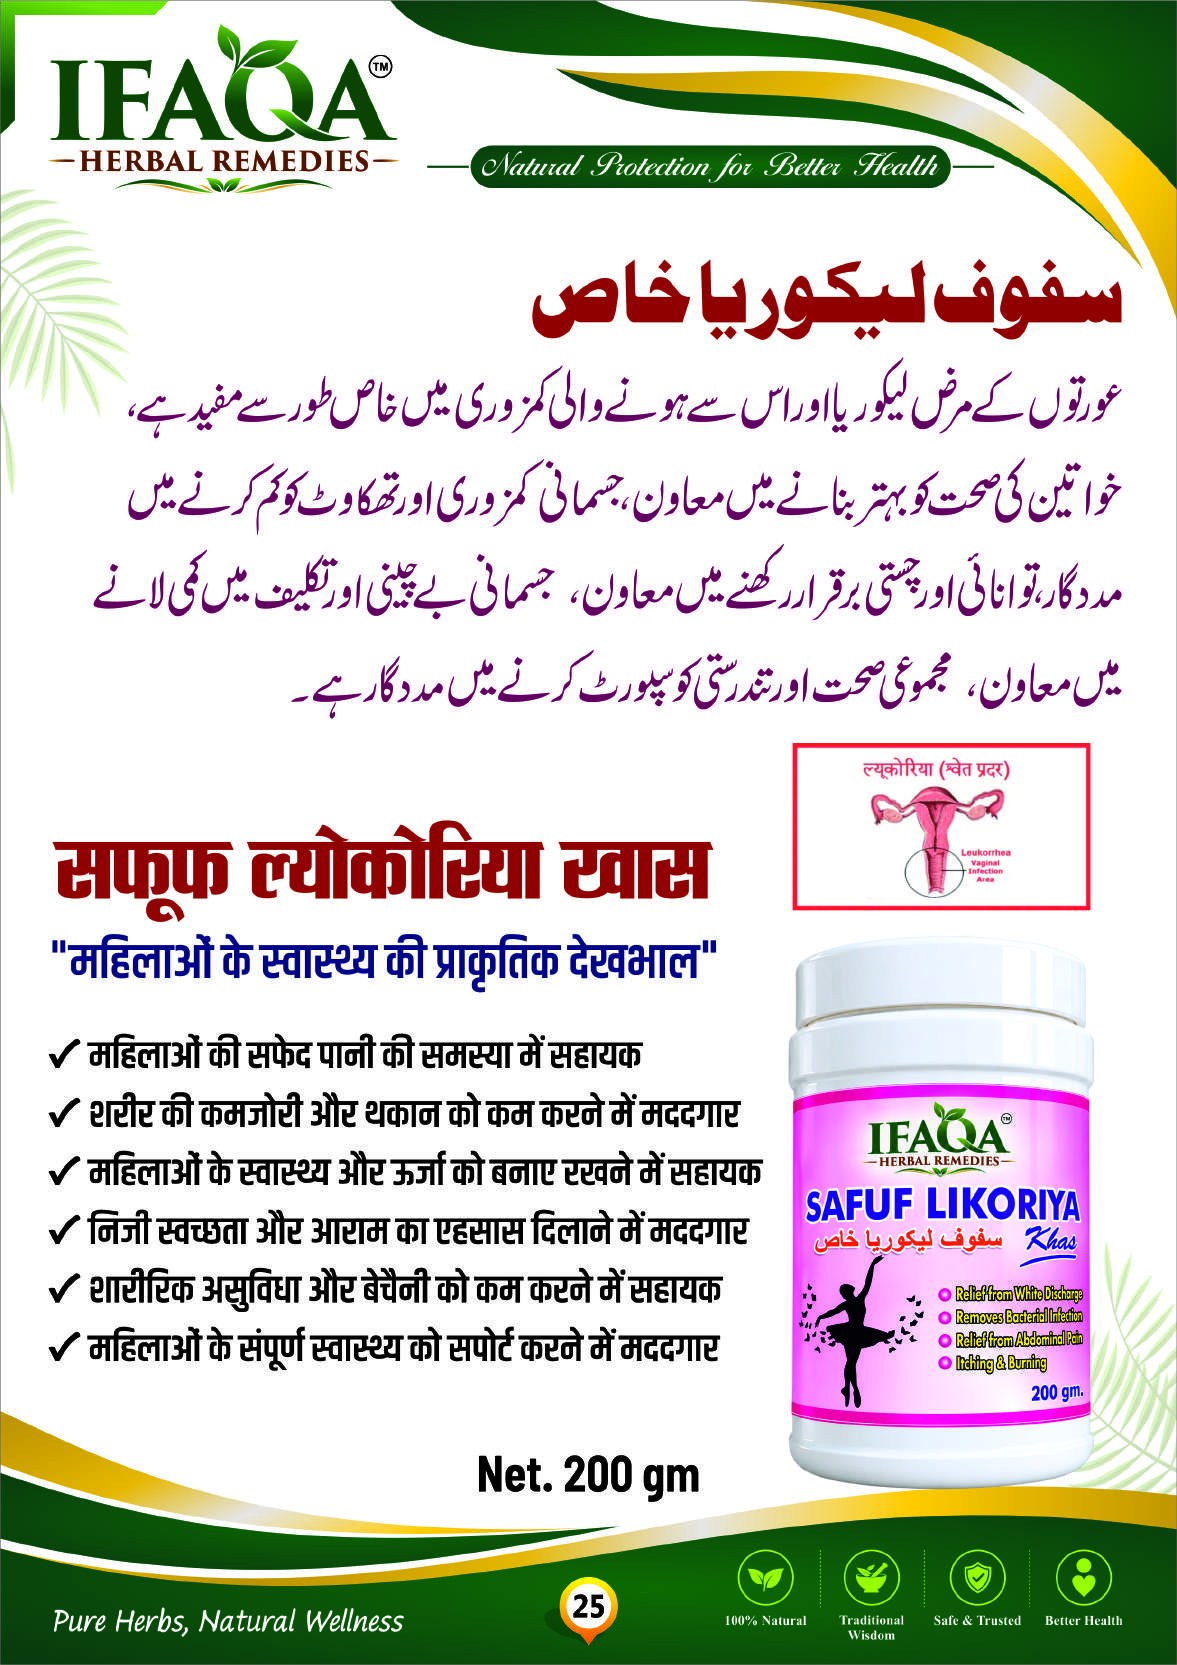 IFAQA™
HERBAL REMEDIES
Natural Protection for Better Health
سفوف لیکوریا خاص
عورتوں کے مرض لیکوریا اور اس سے ہونے والی کمزوری میں خاص طور سے مفید ہے،
خواتین کی صحت کو بہتر بنانے میں معاون، جسمانی کمزوری اور تھکاوٹ کو کم کرنے میں
مددگار، توانائی اور چستی برقرار رکھنے میں معاون، جسمانی بے چینی اور تکلیف میں کمی لانے
میں معاون، مجموعی صحت اور تندرستی کو سپورٹ کرنے میں مددگار ہے۔
ल्यूकोरिया (श्वेत प्रदर)
Leukorrhea
Vaginal
Infection
Area
सफूफ ल्योकोरिया खास
"महिलाओं के स्वास्थ्य की प्राकृतिक देखभाल"
✓ महिलाओं की सफेद पानी की समस्या में सहायक
✓ शरीर की कमजोरी और थकान को कम करने में मददगार
✓ महिलाओं के स्वास्थ्य और ऊर्जा को बनाए रखने में सहायक
✓ निजी स्वच्छता और आराम का एहसास दिलाने में मददगार
✓ शारीरिक असुविधा और बेचैनी को कम करने में सहायक
✓ महिलाओं के संपूर्ण स्वास्थ्य को सपोर्ट करने में मददगार
IFAQA™
HERBAL REMEDIES
SAFUF LIKORIYA
سفوف لیکوریا خاص Khas
Relief from White Discharge
Removes Bacterial Infection
Relief from Abdominal Pain
Itching & Burning
200 gm.
Net. 200 gm
Pure Herbs, Natural Wellness
25
100% Natural
Traditional
Wisdom
Safe & Trusted
Better Health